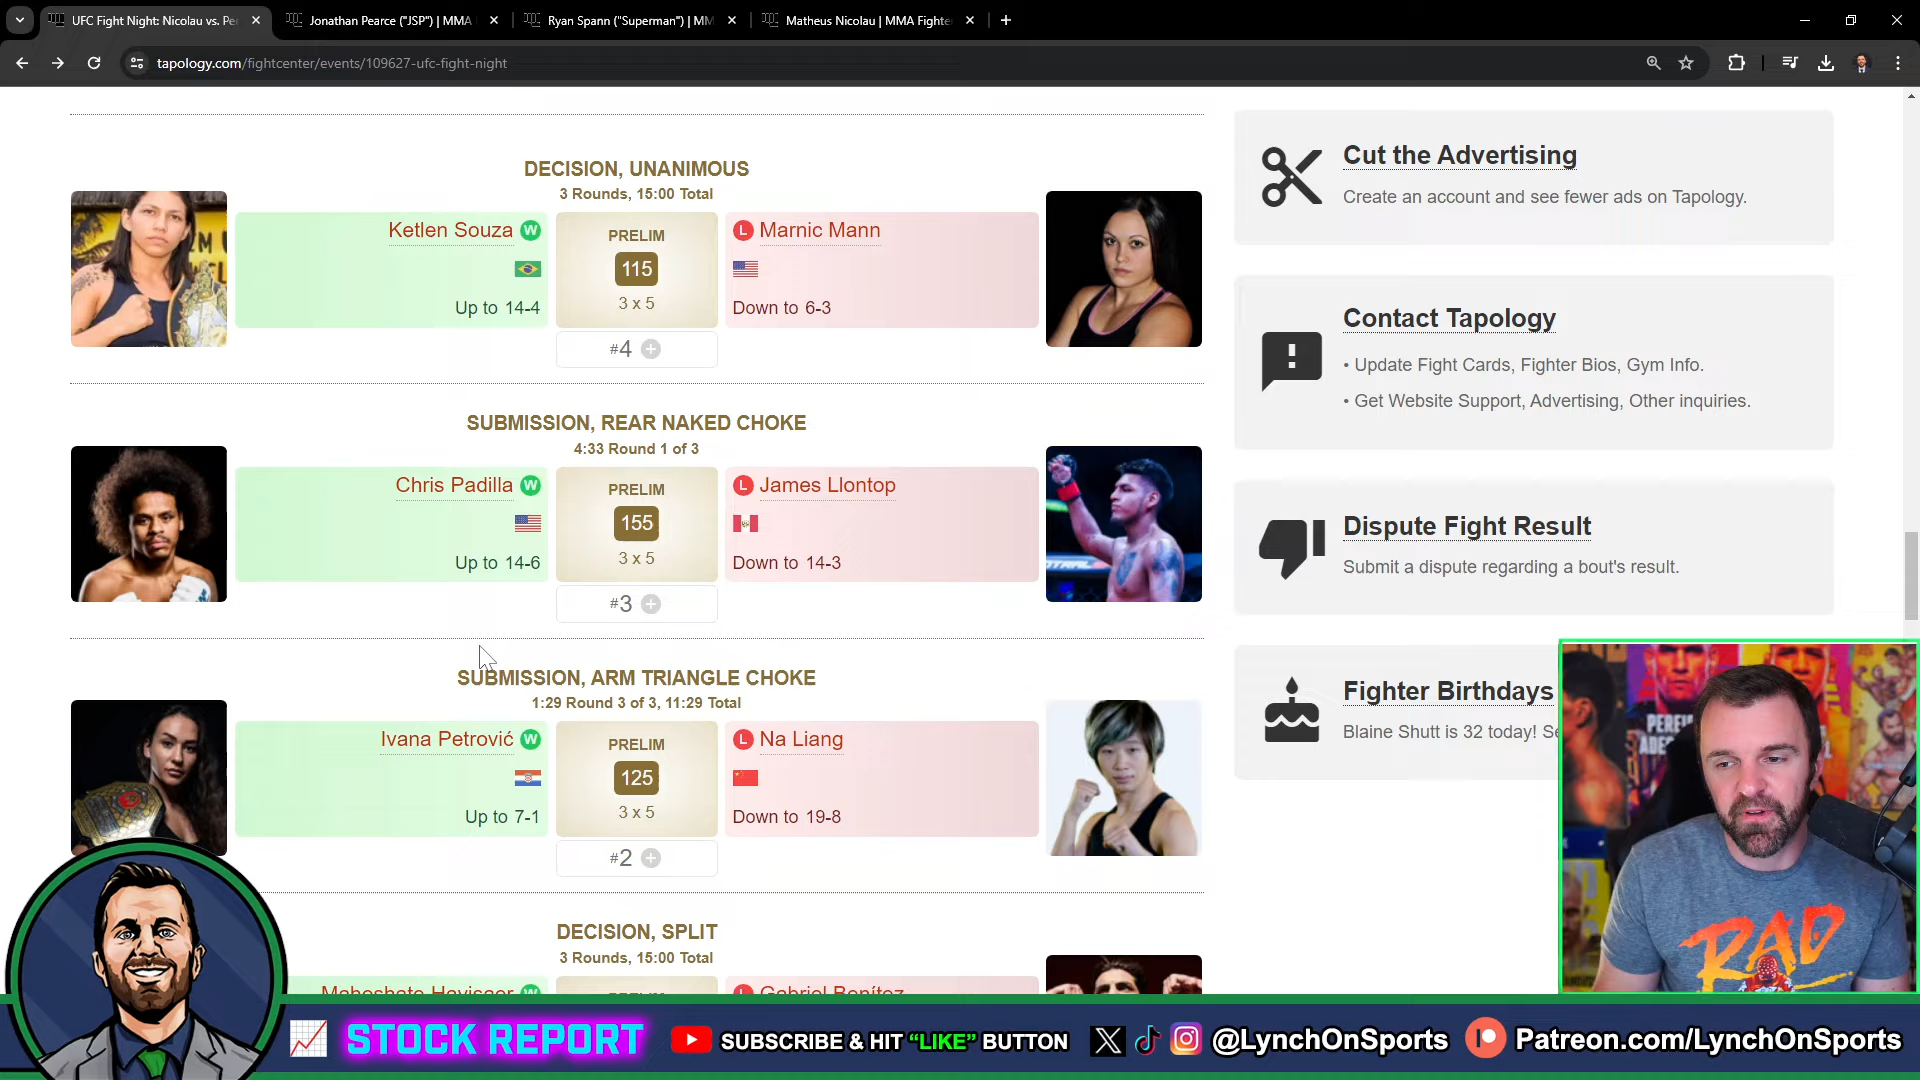 UFC Fight Night: Nicolau vs. Pe
Jonathan Pearce ("JSP") | MMA
Ryan Spann ("Superman") | MM
Matheus Nicolau | MMA Fighte
tapology.com/fightcenter/events/109627-ufc-fight-night
DECISION, UNANIMOUS
3 Rounds, 15:00 Total
Ketlen Souza W
PRELIM
L Marnic Mann
115
Up to 14-4
3 x 5
Down to 6-3
#4
SUBMISSION, REAR NAKED CHOKE
4:33 Round 1 of 3
Chris Padilla W
PRELIM
L James Llontop
155
Up to 14-6
3 x 5
Down to 14-3
#3
SUBMISSION, ARM TRIANGLE CHOKE
1:29 Round 3 of 3, 11:29 Total
Ivana Petrović W
PRELIM
L Na Liang
125
Up to 7-1
3 x 5
Down to 19-8
#2
DECISION, SPLIT
3 Rounds, 15:00 Total
Cut the Advertising
Create an account and see fewer ads on Tapology.
Contact Tapology
• Update Fight Cards, Fighter Bios, Gym Info.
• Get Website Support, Advertising, Other inquiries.
Dispute Fight Result
Submit a dispute regarding a bout's result.
Fighter Birthdays
Blaine Shutt is 32 today! Se
RAD
STOCK REPORT
SUBSCRIBE & HIT "LIKE" BUTTON
@LynchOnSports
Patreon.com/LynchOnSports